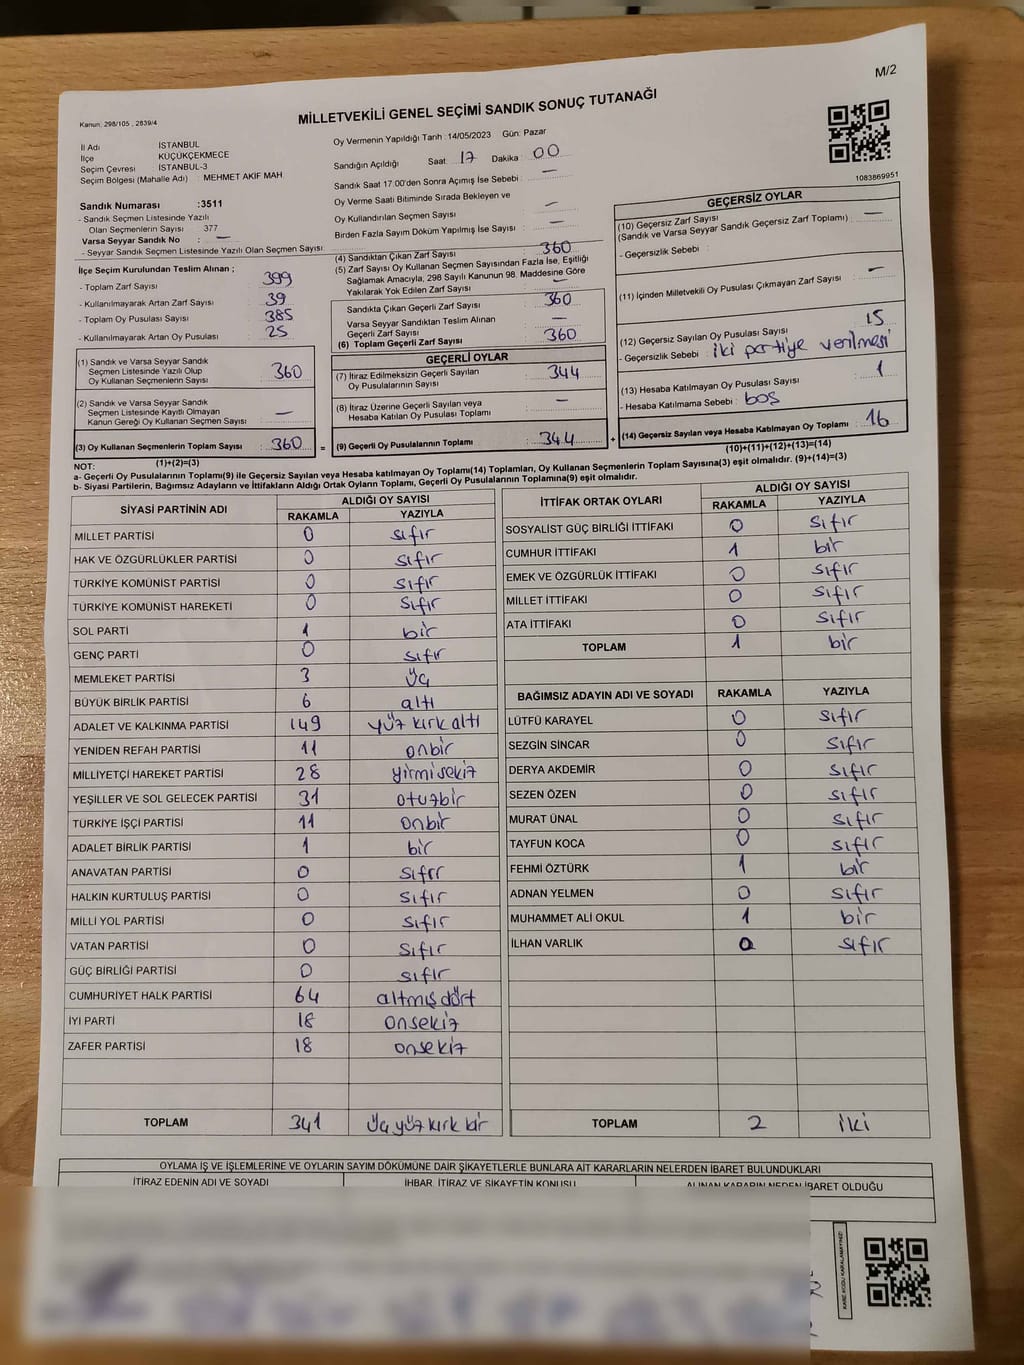 M/2
Kanun: 298/105 , 2839/4
MİLLETVEKİLİ GENEL SEÇİMİ SANDIK SONUÇ TUTANAĞI
1083869951
İl Adı İSTANBUL
İlçe KÜÇÜKÇEKMECE
Seçim Çevresi İSTANBUL-3
Seçim Bölgesi (Mahalle Adı) : MEHMET AKİF MAH
Sandık Numarası :3511
- Sandık Seçmen Listesinde Yazılı
Olan Seçmenlerin Sayısı : 377
Varsa Seyyar Sandık No : —
- Seyyar Sandık Seçmen Listesinde Yazılı Olan Seçmen Sayısı:
Oy Vermenin Yapıldığı Tarih : 14/05/2023 Gün: Pazar
Sandığın Açıldığı Saat : 17 Dakika : 00
Sandık Saat 17:00'den Sonra Açımış İse Sebebi : —
Oy Verme Saati Bitiminde Sırada Bekleyen ve
Oy Kullandırılan Seçmen Sayısı : —
Birden Fazla Sayım Döküm Yapılmış İse Sayısı : —
İlçe Seçim Kurulundan Teslim Alınan ;
- Toplam Zarf Sayısı : 399
- Kullanılmayarak Artan Zarf Sayısı : 39
- Toplam Oy Pusulası Sayısı : 385
- Kullanılmayarak Artan Oy Pusulası : 25
(4) Sandıktan Çıkan Zarf Sayısı : 360
(5) Zarf Sayısı Oy Kullanan Seçmen Sayısından Fazla İse, Eşitliği
Sağlamak Amacıyla, 298 Sayılı Kanunun 98. Maddesine Göre
Yakılarak Yok Edilen Zarf Sayısı : —
Sandıkta Çıkan Geçerli Zarf Sayısı : 360
Varsa Seyyar Sandıktan Teslim Alınan
Geçerli Zarf Sayısı : —
(6) Toplam Geçerli Zarf Sayısı : 360
GEÇERSİZ OYLAR
(10) Geçersiz Zarf Sayısı
(Sandık ve Varsa Seyyar Sandık Geçersiz Zarf Toplamı) : —
- Geçersizlik Sebebi :
(11) İçinden Milletvekili Oy Pusulası Çıkmayan Zarf Sayısı : —
(12) Geçersiz Sayılan Oy Pusulası Sayısı : 15
- Geçersizlik Sebebi : iki partiye verilmesi
(13) Hesaba Katılmayan Oy Pusulası Sayısı : 1
- Hesaba Katılmama Sebebi : boş
(14) Geçersiz Sayılan veya Hesaba Katılmayan Oy Toplamı : 16
(10)+(11)+(12)+(13)=(14)
(1) Sandık ve Varsa Seyyar Sandık
Seçmen Listesinde Yazılı Olup
Oy Kullanan Seçmenlerin Sayısı : 360
(2) Sandık ve Varsa Seyyar Sandık
Seçmen Listesinde Kayıtlı Olmayan
Kanun Gereği Oy Kullanan Seçmen Sayısı : —
(3) Oy Kullanan Seçmenlerin Toplam Sayısı : 360 =
(1)+(2)=(3)
GEÇERLİ OYLAR
(7) İtiraz Edilmeksizin Geçerli Sayılan
Oy Pusulalarının Sayısı : 344
(8) İtiraz Üzerine Geçerli Sayılan veya
Hesaba Katılan Oy Pusulası Toplamı : —
(9) Geçerli Oy Pusulalarının Toplamı : 344 +
NOT:
a- Geçerli Oy Pusulalarının Toplamı(9) ile Geçersiz Sayılan veya Hesaba katılmayan Oy Toplamı(14) Toplamları, Oy Kullanan Seçmenlerin Toplam Sayısına(3) eşit olmalıdır. (9)+(14)=(3)
b- Siyasi Partilerin, Bağımsız Adayların ve İttifakların Aldığı Ortak Oyların Toplamı, Geçerli Oy Pusulalarının Toplamına(9) eşit olmalıdır.
SİYASİ PARTİNİN ADI ALDIĞI OY SAYISI
RAKAMLA YAZIYLA
MİLLET PARTİSİ 0 sıfır
HAK VE ÖZGÜRLÜKLER PARTİSİ 0 sıfır
TÜRKİYE KOMÜNİST PARTİSİ 0 sıfır
TÜRKİYE KOMÜNİST HAREKETİ 0 sıfır
SOL PARTİ 1 bir
GENÇ PARTİ 0 sıfır
MEMLEKET PARTİSİ 3 üç
BÜYÜK BİRLİK PARTİSİ 6 altı
ADALET VE KALKINMA PARTİSİ 149 yüz kırk altı
YENİDEN REFAH PARTİSİ 11 onbir
MİLLİYETÇİ HAREKET PARTİSİ 28 yirmisekiz
YEŞİLLER VE SOL GELECEK PARTİSİ 31 otuzbir
TÜRKİYE İŞÇİ PARTİSİ 11 onbir
ADALET BİRLİK PARTİSİ 1 bir
ANAVATAN PARTİSİ 0 sıfır
HALKIN KURTULUŞ PARTİSİ 0 sıfır
MİLLİ YOL PARTİSİ 0 sıfır
VATAN PARTİSİ 0 sıfır
GÜÇ BİRLİĞİ PARTİSİ 0 sıfır
CUMHURİYET HALK PARTİSİ 64 altmış dört
İYİ PARTİ 18 onsekiz
ZAFER PARTİSİ 18 onsekiz
TOPLAM 341 üç yüz kırk bir
İTTİFAK ORTAK OYLARI ALDIĞI OY SAYISI
RAKAMLA YAZIYLA
SOSYALİST GÜÇ BİRLİĞİ İTTİFAKI 0 sıfır
CUMHUR İTTİFAKI 1 bir
EMEK VE ÖZGÜRLÜK İTTİFAKI 0 sıfır
MİLLET İTTİFAKI 0 sıfır
ATA İTTİFAKI 0 sıfır
TOPLAM 1 bir
BAĞIMSIZ ADAYIN ADI VE SOYADI RAKAMLA YAZIYLA
LÜTFÜ KARAYEL 0 sıfır
SEZGİN SİNCAR 0 sıfır
DERYA AKDEMİR 0 sıfır
SEZEN ÖZEN 0 sıfır
MURAT ÜNAL 0 sıfır
TAYFUN KOCA 0 sıfır
FEHMİ ÖZTÜRK 1 bir
ADNAN YELMEN 0 sıfır
MUHAMMET ALİ OKUL 1 bir
İLHAN VARLIK 0 sıfır
TOPLAM 2 iki
OYLAMA İŞ VE İŞLEMLERİNE VE OYLARIN SAYIM DÖKÜMÜNE DAİR ŞİKAYETLERLE BUNLARA AİT KARARLARIN NELERDEN İBARET BULUNDUKLARI
İTİRAZ EDENİN ADI VE SOYADI İHBAR, İTİRAZ VE ŞİKAYETİN KONUSU ALINAN KARARIN NEDEN İBARET OLDUĞU
KARE KODU KARALAMAYINIZ!